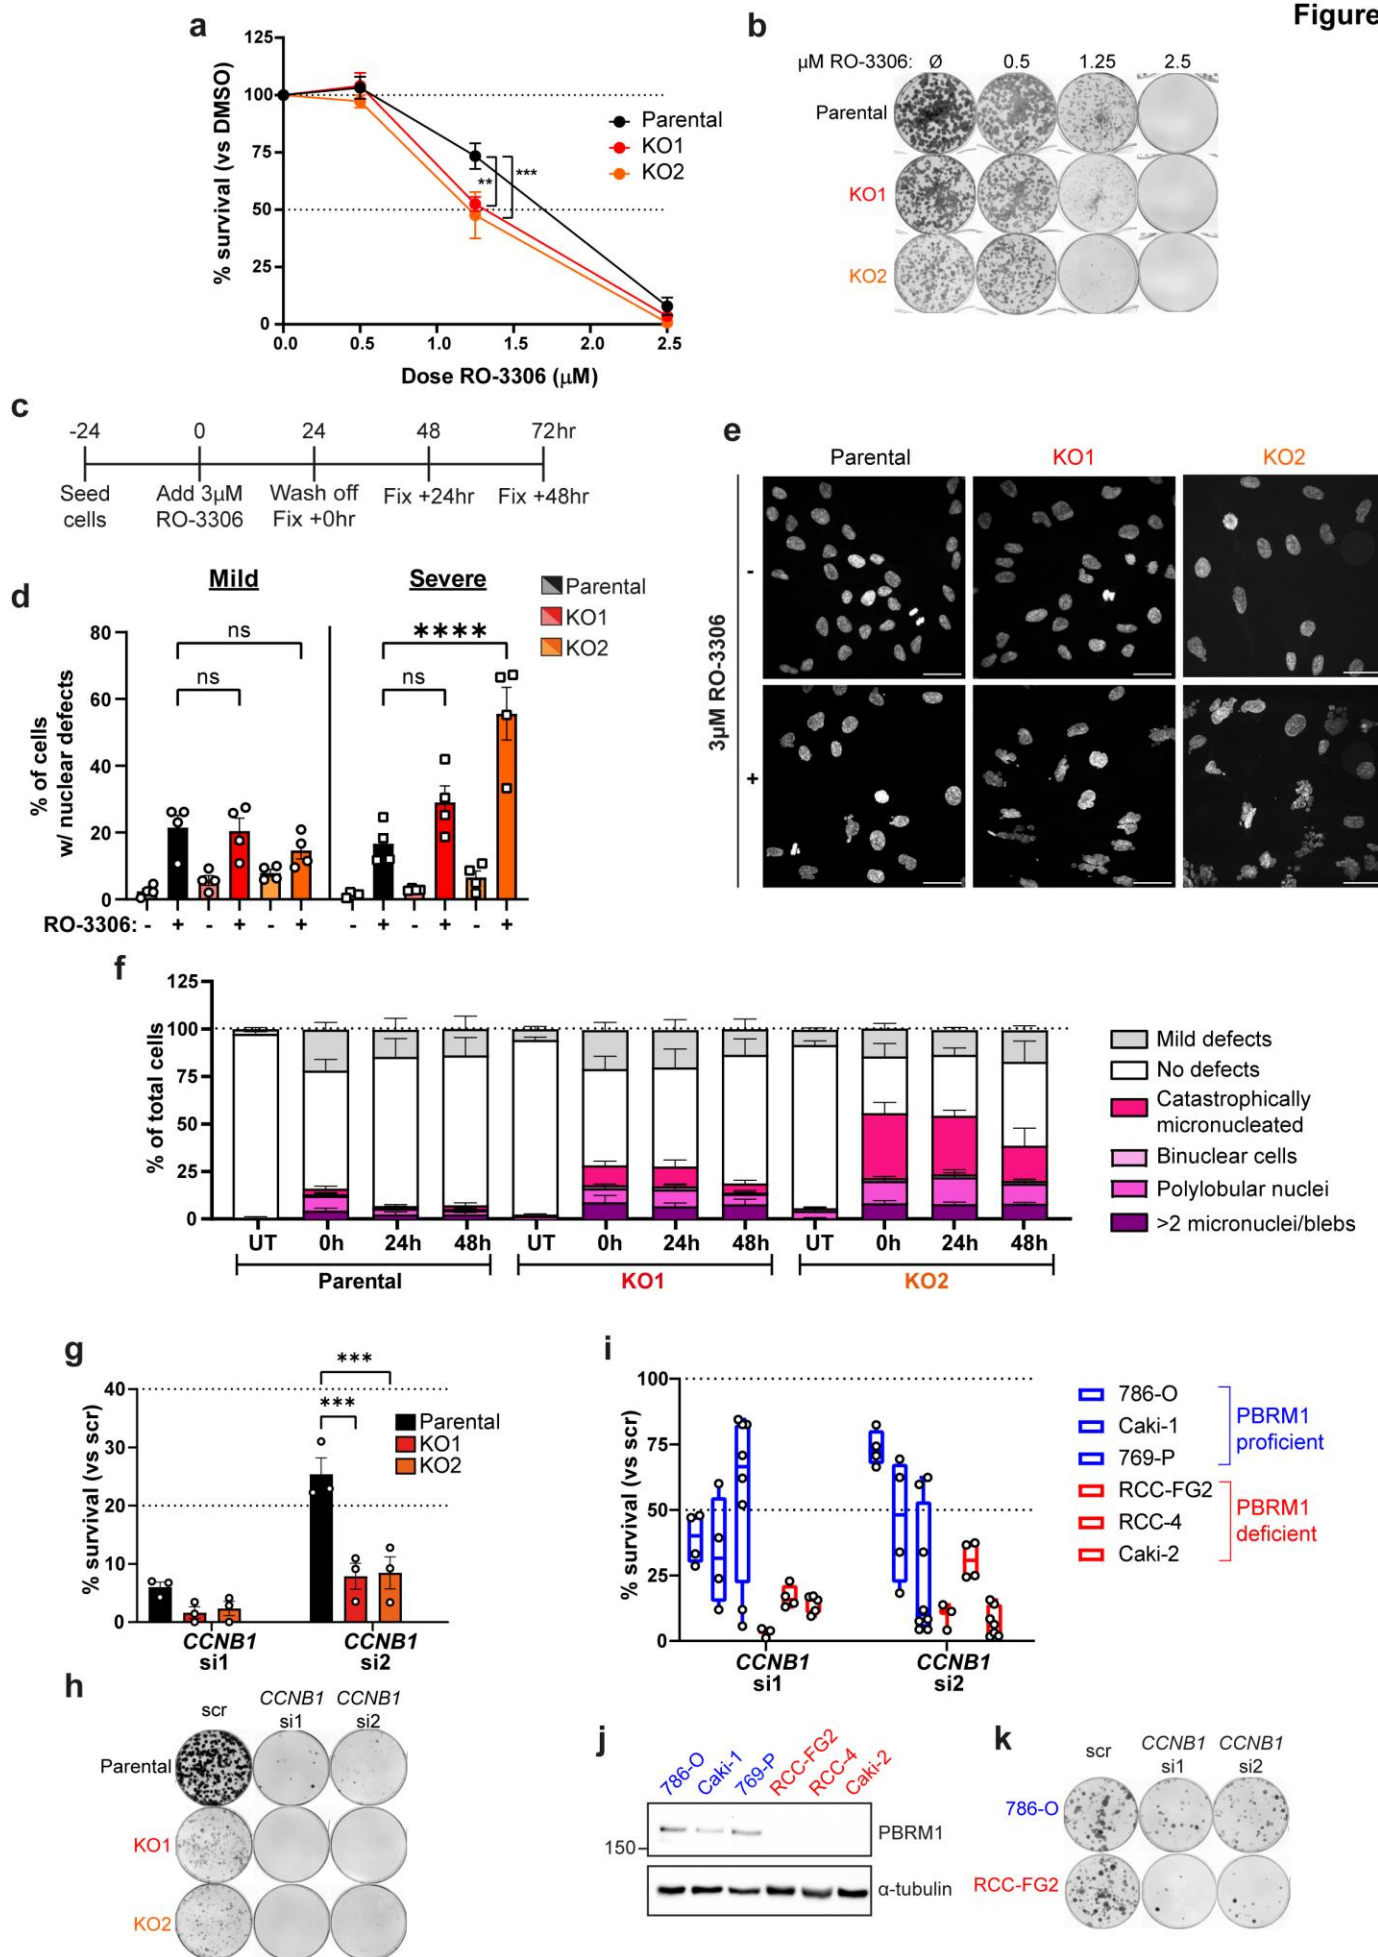 Figure
a
125
100
75
50
25
0
% survival (vs DMSO)
0.0 0.5 1.0 1.5 2.0 2.5
Dose RO-3306 (µM)
Parental
KO1
KO2
**
***
b
µM RO-3306: Ø 0.5 1.25 2.5
Parental
KO1
KO2
c
-24 0 24 48 72hr
Seed cells
Add 3µM RO-3306
Wash off Fix +0hr
Fix +24hr
Fix +48hr
d
Mild
Severe
Parental
KO1
KO2
% of cells
w/ nuclear defects
80
60
40
20
0
ns
ns
****
ns
RO-3306: - + - + - + - + - + - +
e
Parental KO1 KO2
3µM RO-3306
-
+
f
% of total cells
125
100
75
50
25
0
UT 0h 24h 48h UT 0h 24h 48h UT 0h 24h 48h
Parental KO1 KO2
Mild defects
No defects
Catastrophically
micronucleated
Binuclear cells
Polylobular nuclei
>2 micronuclei/blebs
g
% survival (vs scr)
40
30
20
10
0
***
***
Parental
KO1
KO2
CCNB1 CCNB1
si1 si2
h
scr CCNB1 si1 CCNB1 si2
Parental
KO1
KO2
i
% survival (vs scr)
100
75
50
25
0
CCNB1 CCNB1
si1 si2
786-O
Caki-1
769-P
PBRM1
proficient
RCC-FG2
RCC-4
Caki-2
PBRM1
deficient
j
786-O Caki-1 769-P RCC-FG2 RCC-4 Caki-2
150
PBRM1
α-tubulin
k
scr CCNB1 si1 CCNB1 si2
786-O
RCC-FG2